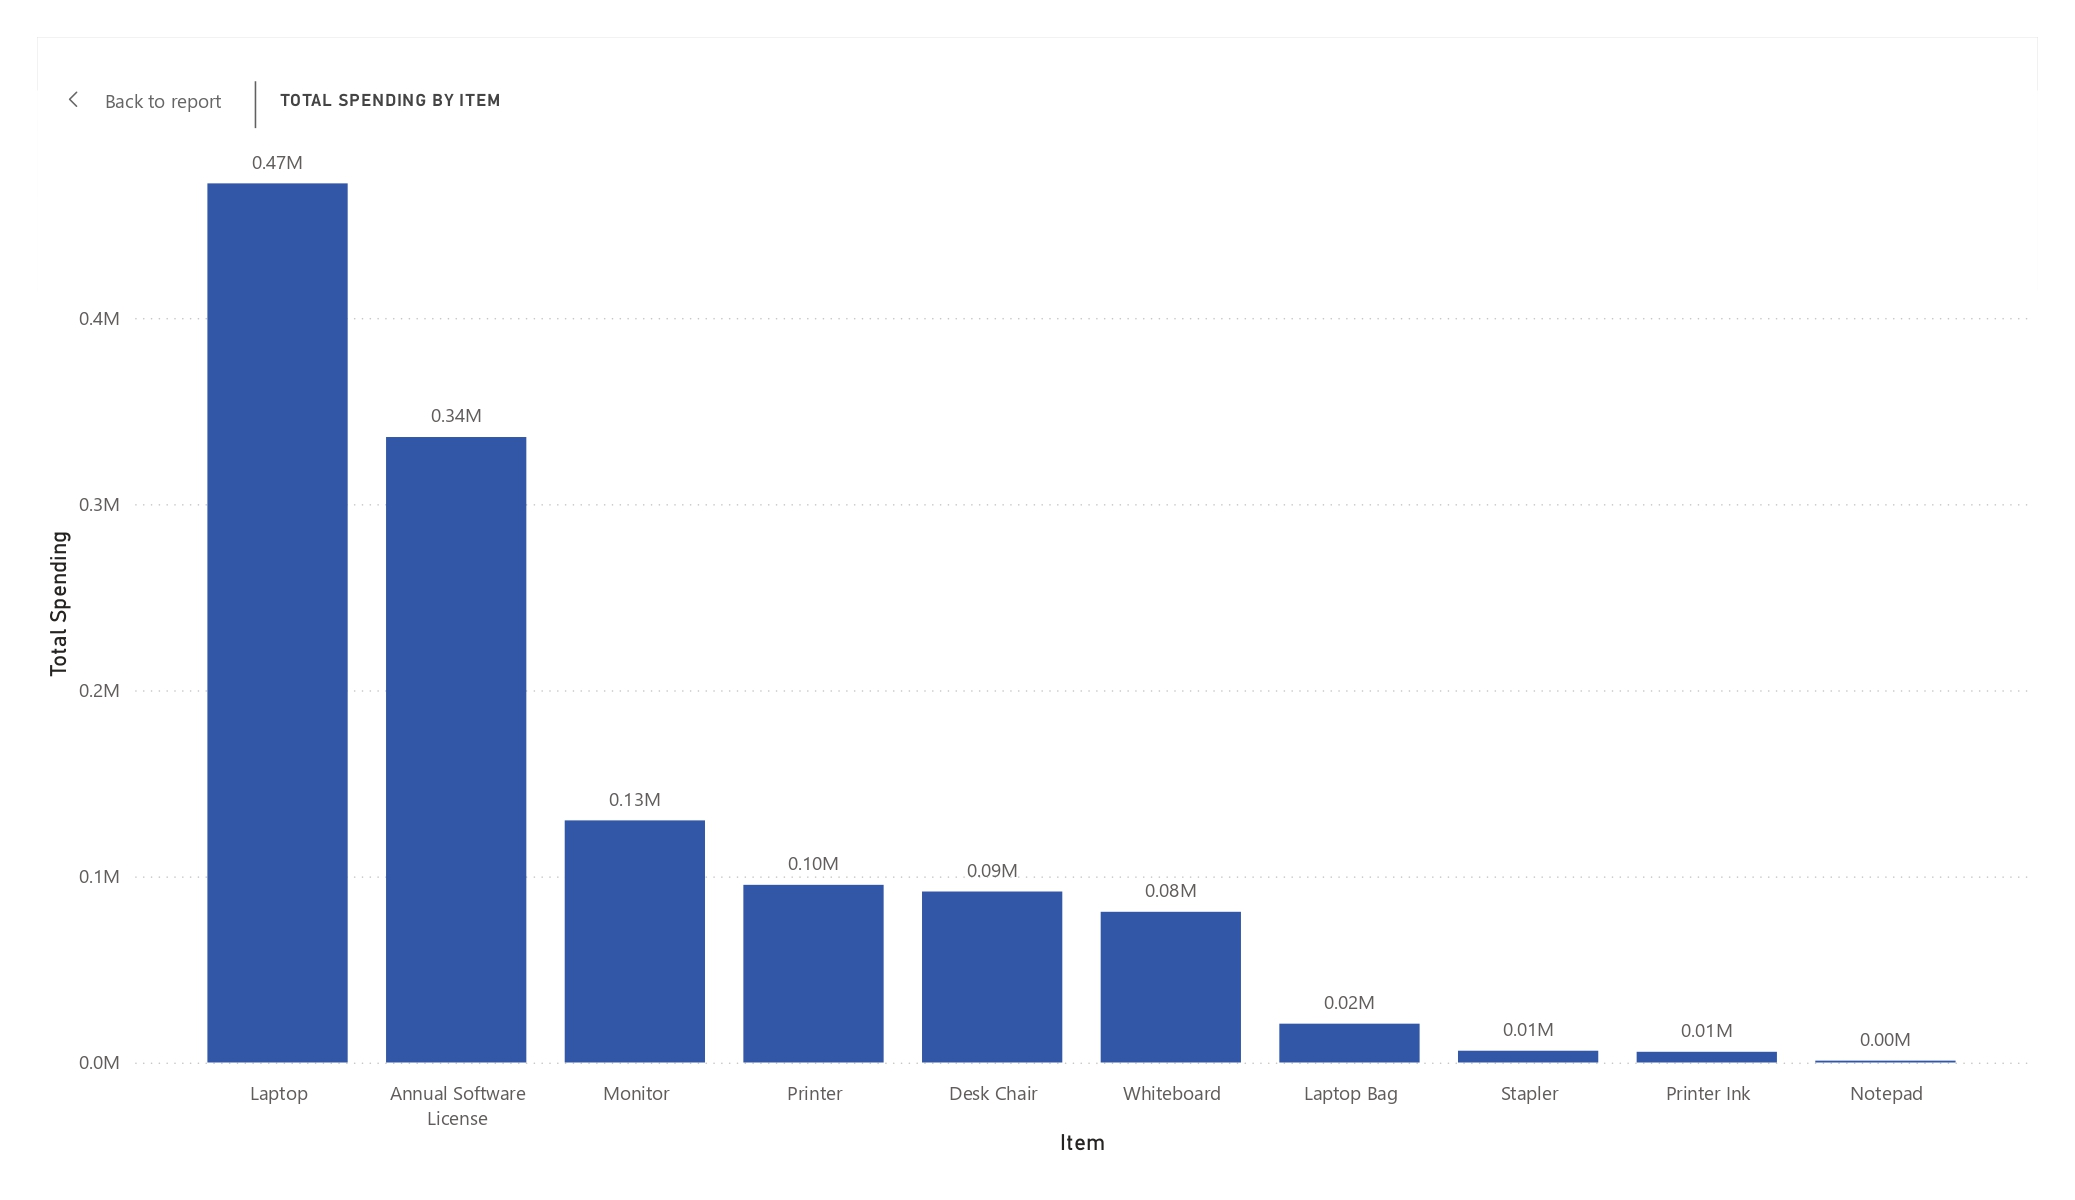 Back to report
TOTAL SPENDING BY ITEM
0.47M
0.4M
0.34M
0.3M
Total Spending
0.2M
0.13M
0.10M
0.09M
0.08M
0.1M
0.02M
0.01M
0.01M
0.00M
0.0M
Laptop
Annual Software
License
Monitor
Printer
Desk Chair
Whiteboard
Laptop Bag
Stapler
Printer Ink
Notepad
Item